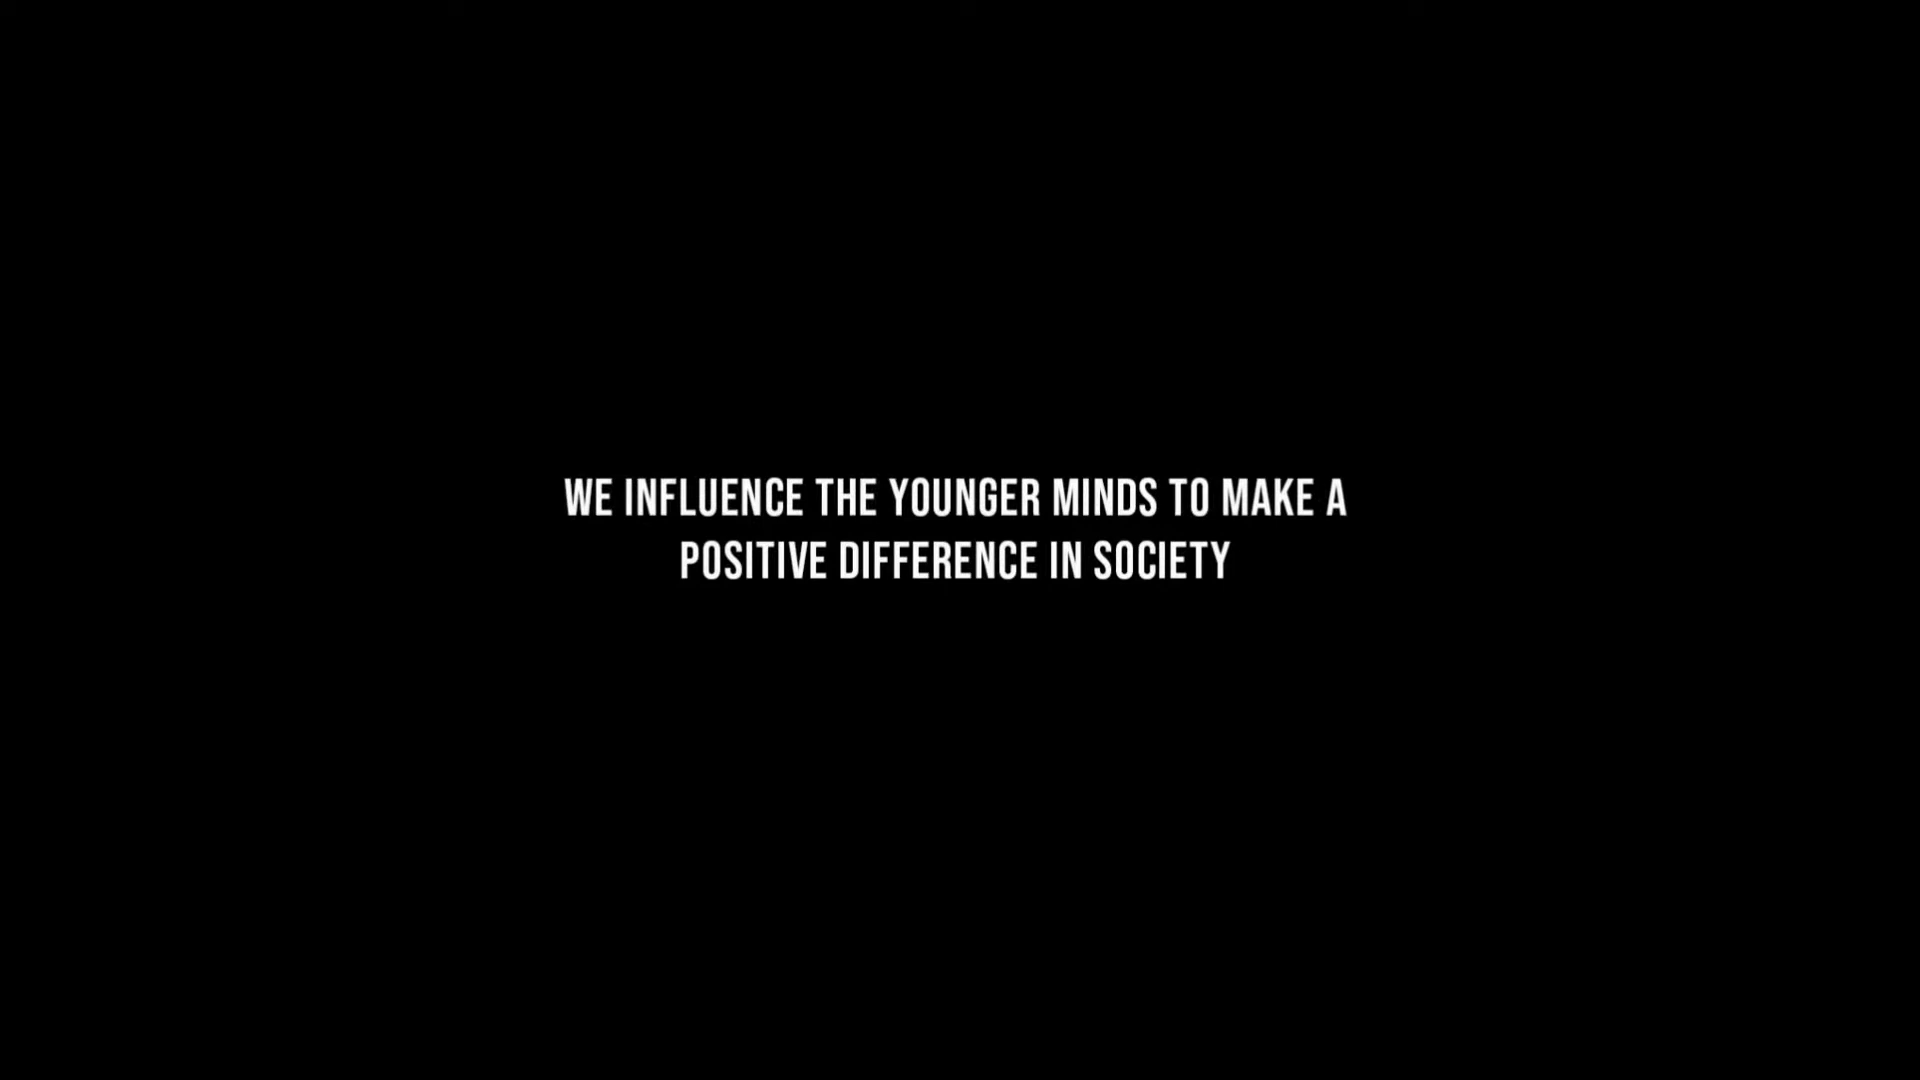 WE INFLUENCE THE YOUNGER MINDS TO MAKE A
POSITIVE DIFFERENCE IN SOCIETY